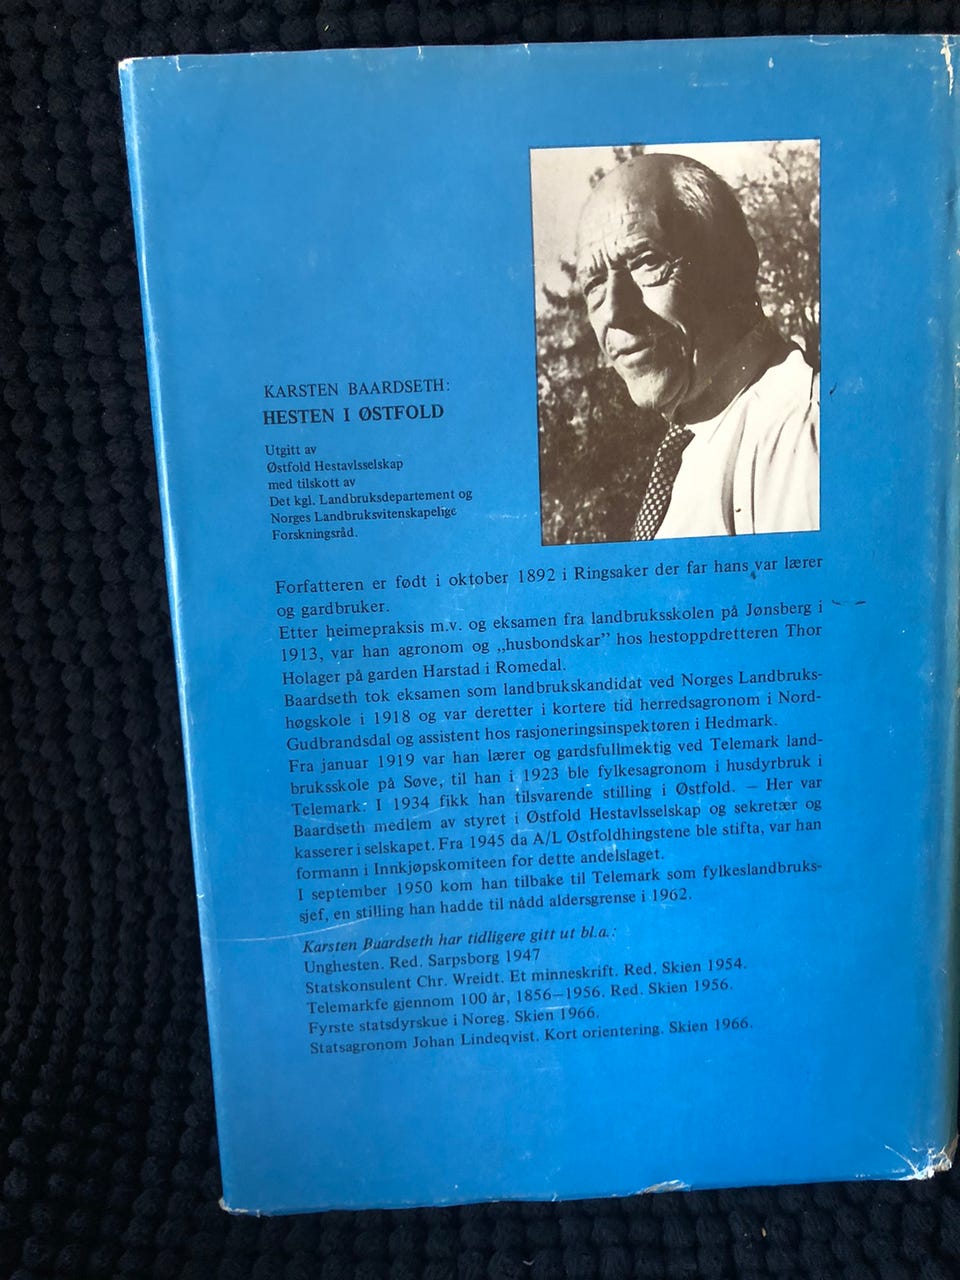 KARSTEN BAARDSETH:
HESTEN I ØSTFOLD
Utgitt av
Østfold Hestavlsselskap
med tilskott av
Det kgl. Landbruksdepartement og
Norges Landbruksvitenskapelige
Forskningsråd.
Forfatteren er født i oktober 1892 i Ringsaker der far hans var lærer
og gardbruker.
Etter heimepraksis m.v. og eksamen fra landbruksskolen på Jønsberg i
1913, var han agronom og „husbondskar” hos hestoppdretteren Thor
Holager på garden Harstad i Romedal.
Baardseth tok eksamen som landbrukskandidat ved Norges Landbruks-
høgskole i 1918 og var deretter i kortere tid herredsagronom i Nord-
Gudbrandsdal og assistent hos rasjoneringsinspektøren i Hedmark.
Fra januar 1919 var han lærer og gardsfullmektig ved Telemark land-
bruksskole på Søve, til han i 1923 ble fylkesagronom i husdyrbruk i
Telemark. I 1934 fikk han tilsvarende stilling i Østfold. – Her var
Baardseth medlem av styret i Østfold Hestavlsselskap og sekretær og
kasserer i selskapet. Fra 1945 da A/L Østfoldhingstene ble stifta, var han
formann i Innkjøpskomiteen for dette andelslaget.
I september 1950 kom han tilbake til Telemark som fylkeslandbruks-
sjef, en stilling han hadde til nådd aldersgrense i 1962.
Karsten Baardseth har tidligere gitt ut bl.a.:
Unghesten. Red. Sarpsborg 1947
Statskonsulent Chr. Wreidt. Et minneskrift. Red. Skien 1954.
Telemarkfe gjennom 100 år, 1856–1956. Red. Skien 1956.
Fyrste statsdyrskue i Noreg. Skien 1966.
Statsagronom Johan Lindeqvist. Kort orientering. Skien 1966.